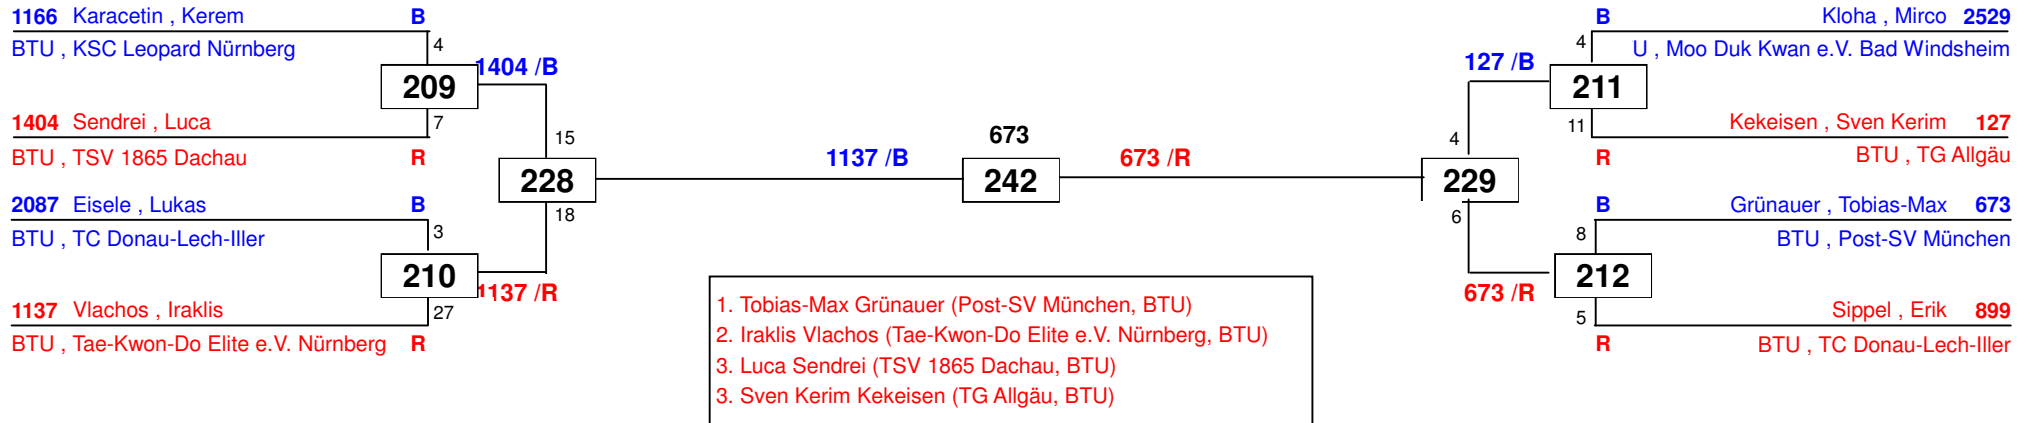 1166 Karacetin , Kerem B
BTU , KSC Leopard Nürnberg
4
209
1404 /B
7
1404 Sendrei , Luca
BTU , TSV 1865 Dachau R
15
228
18
2087 Eisele , Lukas B
BTU , TC Donau-Lech-Iller
3
210
1137 /R
27
1137 Vlachos , Iraklis
BTU , Tae-Kwon-Do Elite e.V. Nürnberg R
1137 /B
673
242
673 /R
B Kloha , Mirco 2529
U , Moo Duk Kwan e.V. Bad Windsheim
4
127 /B
211
11
Kekeisen , Sven Kerim 127
R BTU , TG Allgäu
4
229
6
B Grünauer , Tobias-Max 673
BTU , Post-SV München
8
212
673 /R
5
Sippel , Erik 899
R BTU , TC Donau-Lech-Iller
1. Tobias-Max Grünauer (Post-SV München, BTU)
2. Iraklis Vlachos (Tae-Kwon-Do Elite e.V. Nürnberg, BTU)
3. Luca Sendrei (TSV 1865 Dachau, BTU)
3. Sven Kerim Kekeisen (TG Allgäu, BTU)